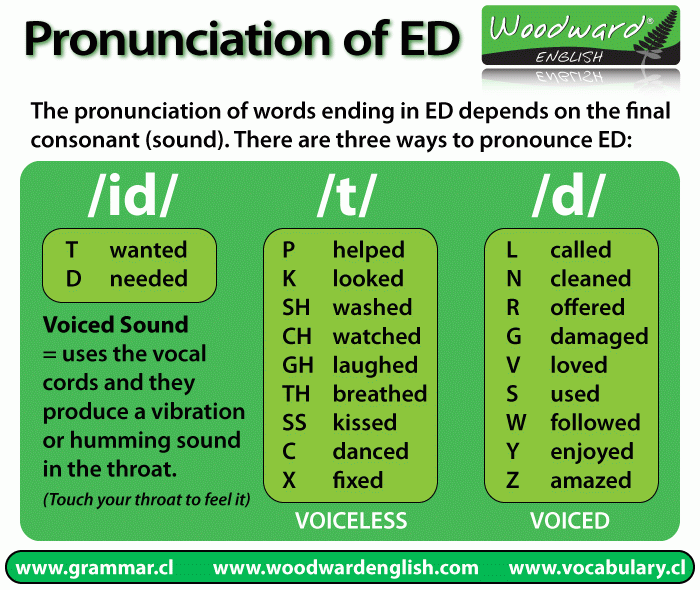 Pronunciation of ED
Woodward®
ENGLISH
The pronunciation of words ending in ED depends on the final
consonant (sound). There are three ways to pronounce ED:
/id/
T wanted
D needed
Voiced Sound
= uses the vocal
cords and they
produce a vibration
or humming sound
in the throat.
(Touch your throat to feel it)
/t/
P helped
K looked
SH washed
CH watched
GH laughed
TH breathed
SS kissed
C danced
X fixed
VOICELESS
/d/
L called
N cleaned
R offered
G damaged
V loved
S used
W followed
Y enjoyed
Z amazed
VOICED
www.grammar.cl www.woodwardenglish.com www.vocabulary.cl